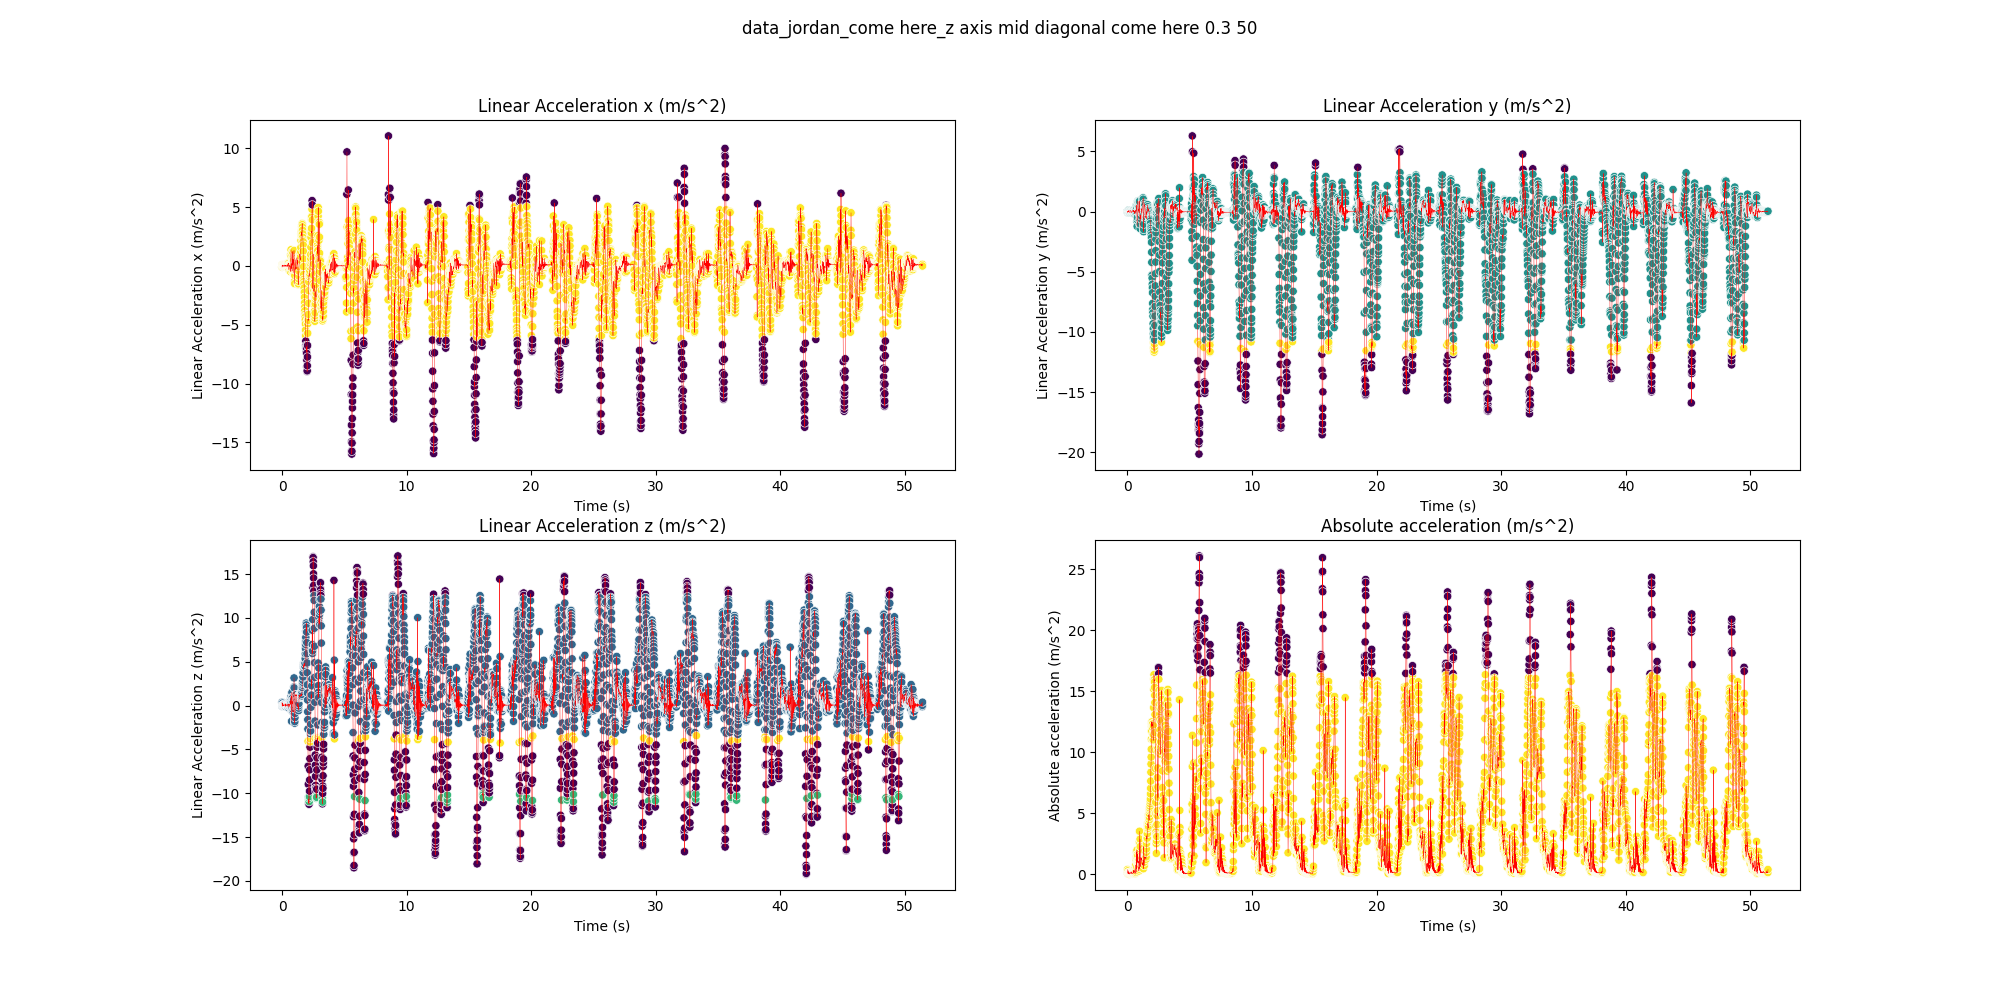 data_jordan_come here_z axis mid diagonal come here 0.3 50
Linear Acceleration x (m/s^2)
Linear Acceleration x (m/s^2)
10
5
0
−5
−10
−15
0 10 20 30 40 50
Time (s)
Linear Acceleration y (m/s^2)
Linear Acceleration y (m/s^2)
5
0
−5
−10
−15
−20
0 10 20 30 40 50
Time (s)
Linear Acceleration z (m/s^2)
Linear Acceleration z (m/s^2)
15
10
5
0
−5
−10
−15
−20
0 10 20 30 40 50
Time (s)
Absolute acceleration (m/s^2)
Absolute acceleration (m/s^2)
25
20
15
10
5
0
0 10 20 30 40 50
Time (s)